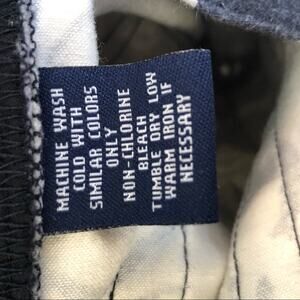 MACHINE WASH
COLD WITH
SIMILAR COLORS
ONLY
NON-CHLORINE
BLEACH
TUMBLE DRY LOW
WARM IRON IF
NECESSARY